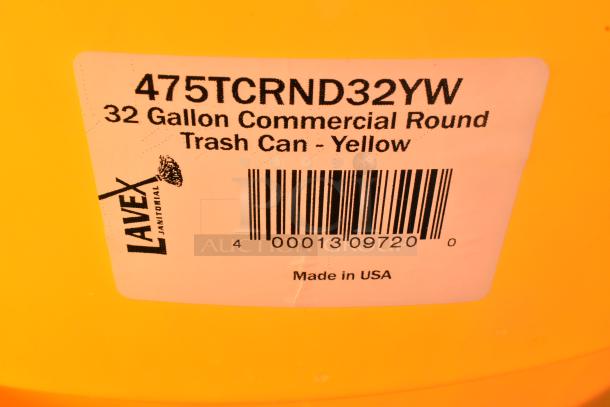 475TCRND32YW
32 Gallon Commercial Round
Trash Can - Yellow
LAVEX
JANITORIAL
4 00013 09720 0
Made in USA